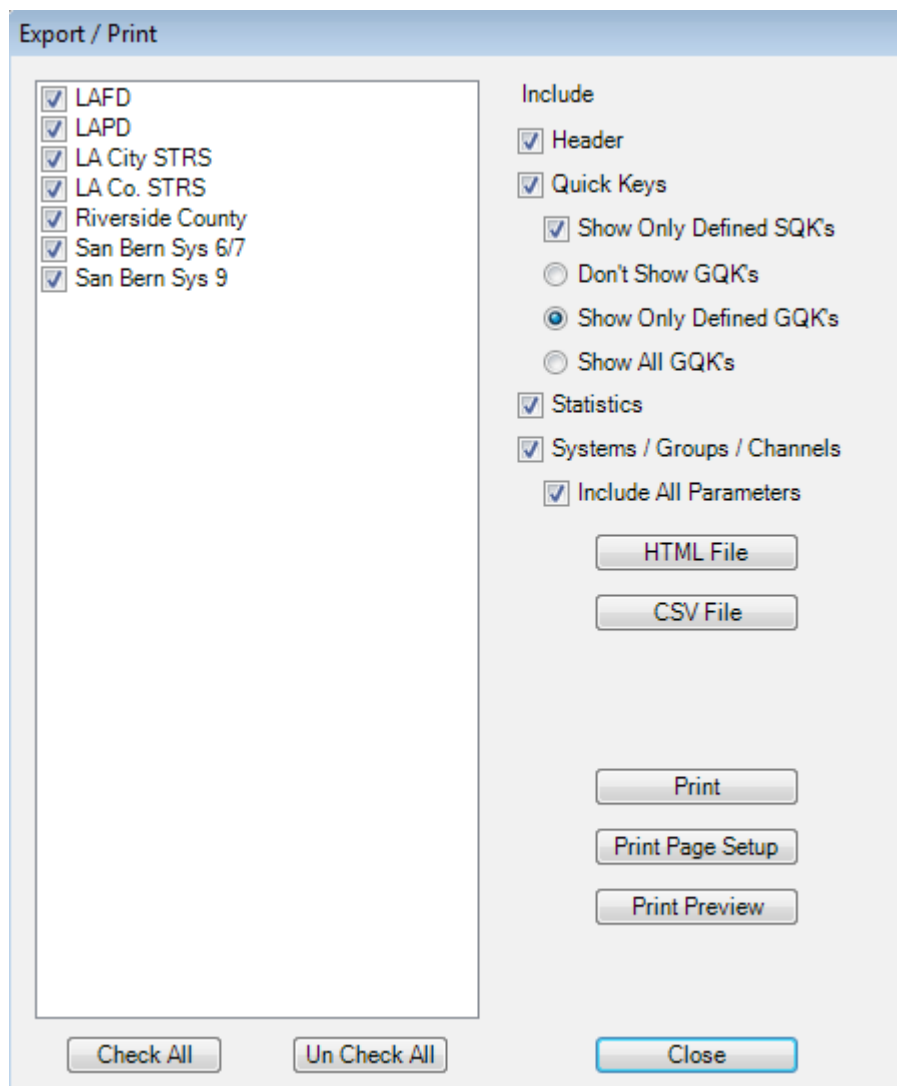 Export / Print
LAFD
LAPD
LA City STRS
LA Co. STRS
Riverside County
San Bern Sys 6/7
San Bern Sys 9
Include
Header
Quick Keys
Show Only Defined SQK's
Don't Show GQK's
Show Only Defined GQK's
Show All GQK's
Statistics
Systems / Groups / Channels
Include All Parameters
HTML File
CSV File
Print
Print Page Setup
Print Preview
Check All
Un Check All
Close